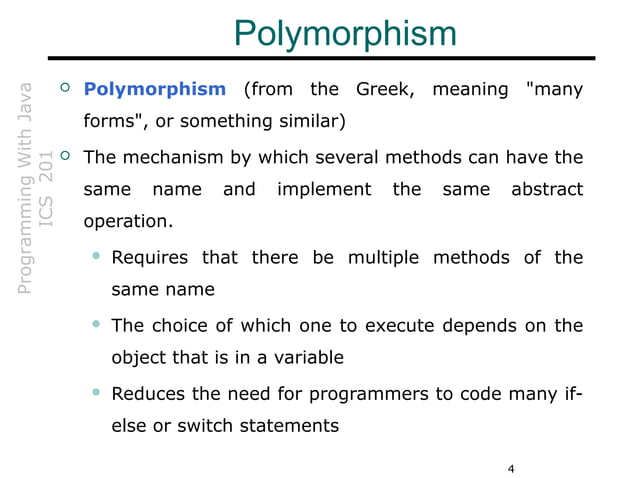 Polymorphism
Programming With Java
ICS 201
Polymorphism (from the Greek, meaning "many
forms", or something similar)
The mechanism by which several methods can have the
same name and implement the same abstract
operation.
Requires that there be multiple methods of the
same name
The choice of which one to execute depends on the
object that is in a variable
Reduces the need for programmers to code many if-
else or switch statements
4